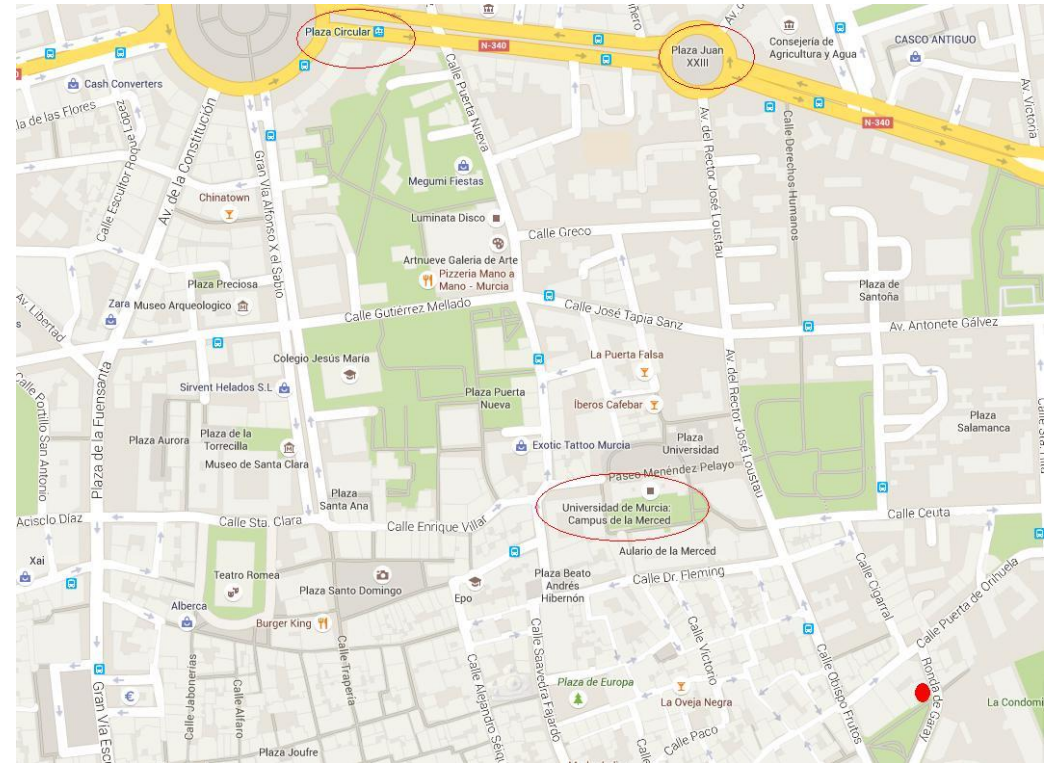 Plaza Circular
N-340
Plaza Juan
XXIII
Consejería de
Agricultura y Agua
CASCO ANTIGUO
Av. Victoria
Cash Converters
la de las Flores
Calle Escultor Roque López
Av. de la Constitución
Gran Vía Alfonso X el Sabio
Calle Puerta Nueva
N-340
Av. del Rector José Loustau
Calle Derechos Humanos
Megumi Fiestas
Chinatown
Luminata Disco
Calle Greco
Artnueve Galeria de Arte
Pizzeria Mano a
Mano - Murcia
Plaza Preciosa
Plaza de
Santoña
Av. Libertad
Zara
Museo Arqueologico
Calle Gutiérrez Mellado
Calle José Tapia Sanz
Av. Antonete Gálvez
Colegio Jesús María
La Puerta Falsa
Av. del Rector José Loustau
Sirvent Helados S.L
Plaza Puerta
Nueva
Íberos Cafebar
Calle Portillo San Antonio
Plaza de la Fuensanta
Plaza Aurora
Plaza de la
Torrecilla
Museo de Santa Clara
Exotic Tattoo Murcia
Plaza
Universidad
Plaza
Salamanca
Paseo Menéndez Pelayo
Plaza
Santa Ana
Universidad de Murcia:
Campus de la Merced
Acisclo Díaz
Calle Sta. Clara
Calle Enrique Villar
Calle Ceuta
Aulario de la Merced
Xai
Teatro Romea
Plaza Santo Domingo
Epo
Plaza Beato
Andrés
Hibernón
Calle Dr. Fleming
Calle Cigarral
Calle Puerta de Orihuela
Alberca
Burger King
Calle Jabonerias
Calle Alfaro
Calle Trapería
Calle Alejandro Séiq
Calle Saavedra Fajardo
Calle Victorio
Calle Obispo Frutos
Ronda de Garay
Plaza de Europa
La Oveja Negra
La Condomi
Gran Vía Esc
€
Plaza Joufre
Calle
Calle Paco